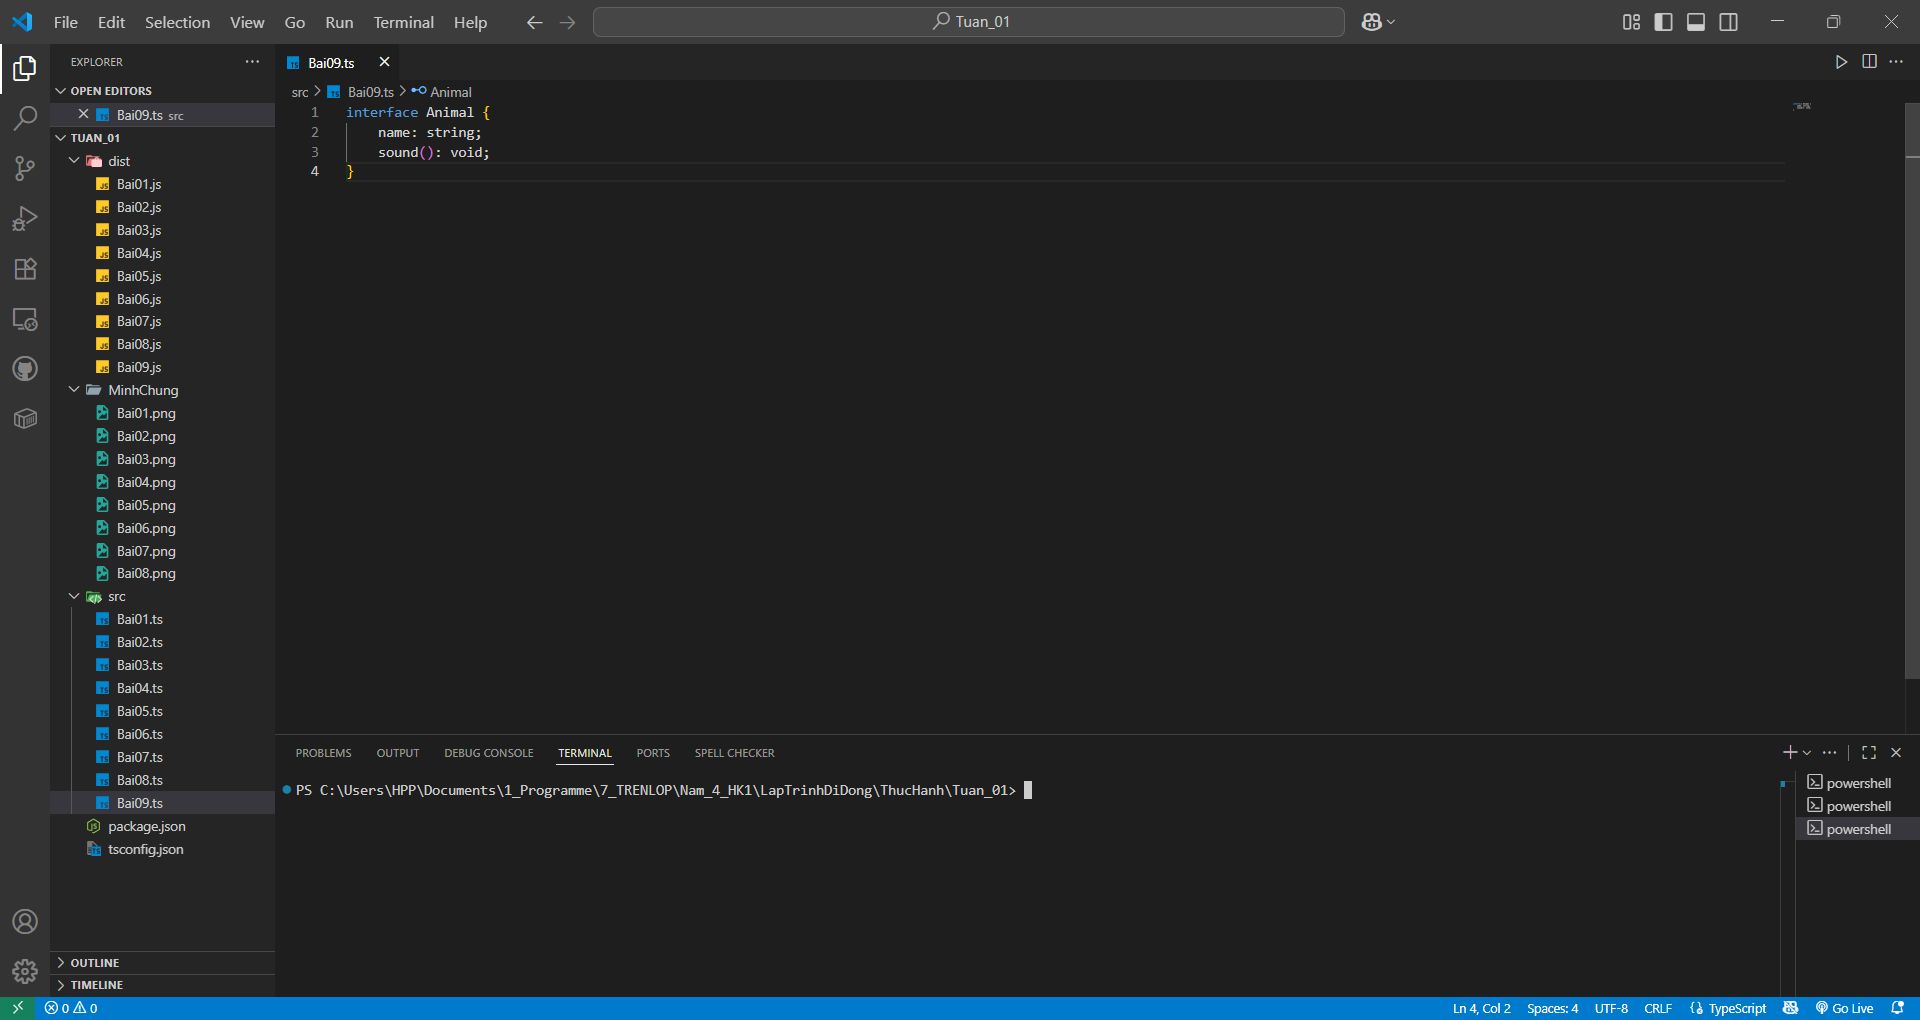 File Edit Selection View Go Run Terminal Help
Tuan_01
EXPLORER
OPEN EDITORS
Bai09.ts src
TUAN_01
dist
Bai01.js
Bai02.js
Bai03.js
Bai04.js
Bai05.js
Bai06.js
Bai07.js
Bai08.js
Bai09.js
MinhChung
Bai01.png
Bai02.png
Bai03.png
Bai04.png
Bai05.png
Bai06.png
Bai07.png
Bai08.png
src
Bai01.ts
Bai02.ts
Bai03.ts
Bai04.ts
Bai05.ts
Bai06.ts
Bai07.ts
Bai08.ts
Bai09.ts
package.json
tsconfig.json
OUTLINE
TIMELINE
Bai09.ts
src > Bai09.ts > Animal
1 interface Animal {
2     name: string;
3     sound(): void;
4 }
PROBLEMS OUTPUT DEBUG CONSOLE TERMINAL PORTS SPELL CHECKER
PS C:\Users\HPP\Documents\1_Programme\7_TRENLOP\Nam_4_HK1\LapTrinhDiDong\ThucHanh\Tuan_01>
powershell
powershell
powershell
0 0
Ln 4, Col 2 Spaces: 4 UTF-8 CRLF {} TypeScript Go Live